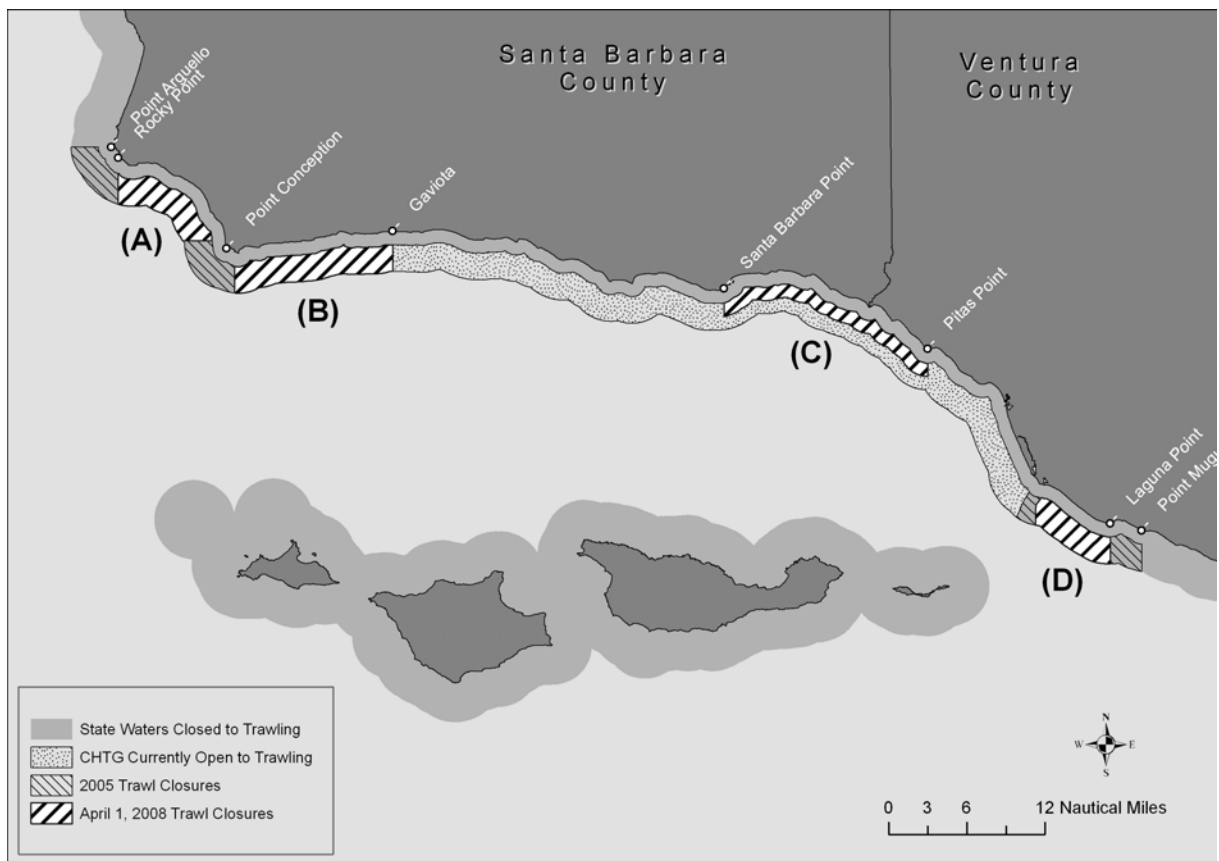 Santa Barbara
County
Ventura
County
Point Arguello
Rocky Point
Point Conception
Gaviota
Santa Barbara Point
Pitas Point
Laguna Point
Point Mugu
(A)
(B)
(C)
(D)
State Waters Closed to Trawling
CHTG Currently Open to Trawling
2005 Trawl Closures
April 1, 2008 Trawl Closures
N
W E
S
0 3 6 12 Nautical Miles